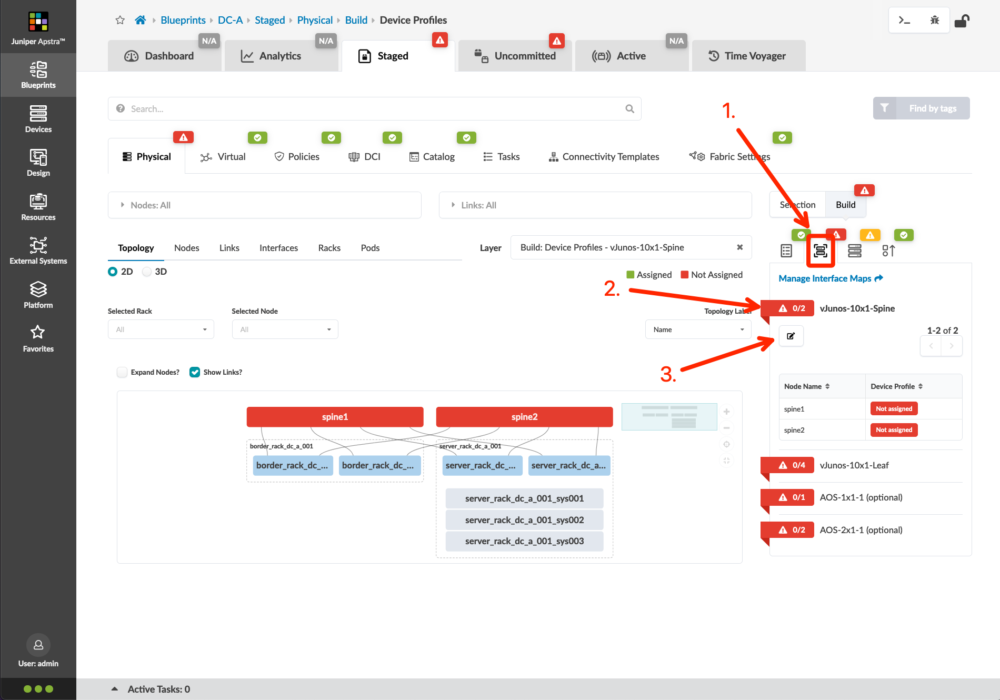 Juniper Apstra™
Blueprints
Devices
Design
Resources
External Systems
Platform
Favorites
User: admin
Blueprints DC-A Staged Physical Build Device Profiles
N/A N/A N/A
Dashboard Analytics Staged Uncommitted Active Time Voyager
Search...
Find by tags
1.
Physical Virtual Policies DCI Catalog Tasks Connectivity Templates Fabric Settings
Nodes: All Links: All
Selection Build
Topology Nodes Links Interfaces Racks Pods
Layer Build: Device Profiles - vJunos-10x1-Spine
2D 3D
Assigned Not Assigned
Manage Interface Maps
2.
0/2 vJunos-10x1-Spine
Selected Rack Selected Node Topology Label
All All Name
1-2 of 2
3.
Expand Nodes? Show Links?
Node Name Device Profile
spine1 Not assigned
spine2 Not assigned
spine1 spine2
border_rack_dc_a_001 server_rack_dc_a_001
border_rack_dc_... border_rack_dc_... server_rack_dc_... server_rack_dc_a...
server_rack_dc_a_001_sys001
server_rack_dc_a_001_sys002
server_rack_dc_a_001_sys003
0/4 vJunos-10x1-Leaf
0/1 AOS-1x1-1 (optional)
0/2 AOS-2x1-1 (optional)
Active Tasks: 0